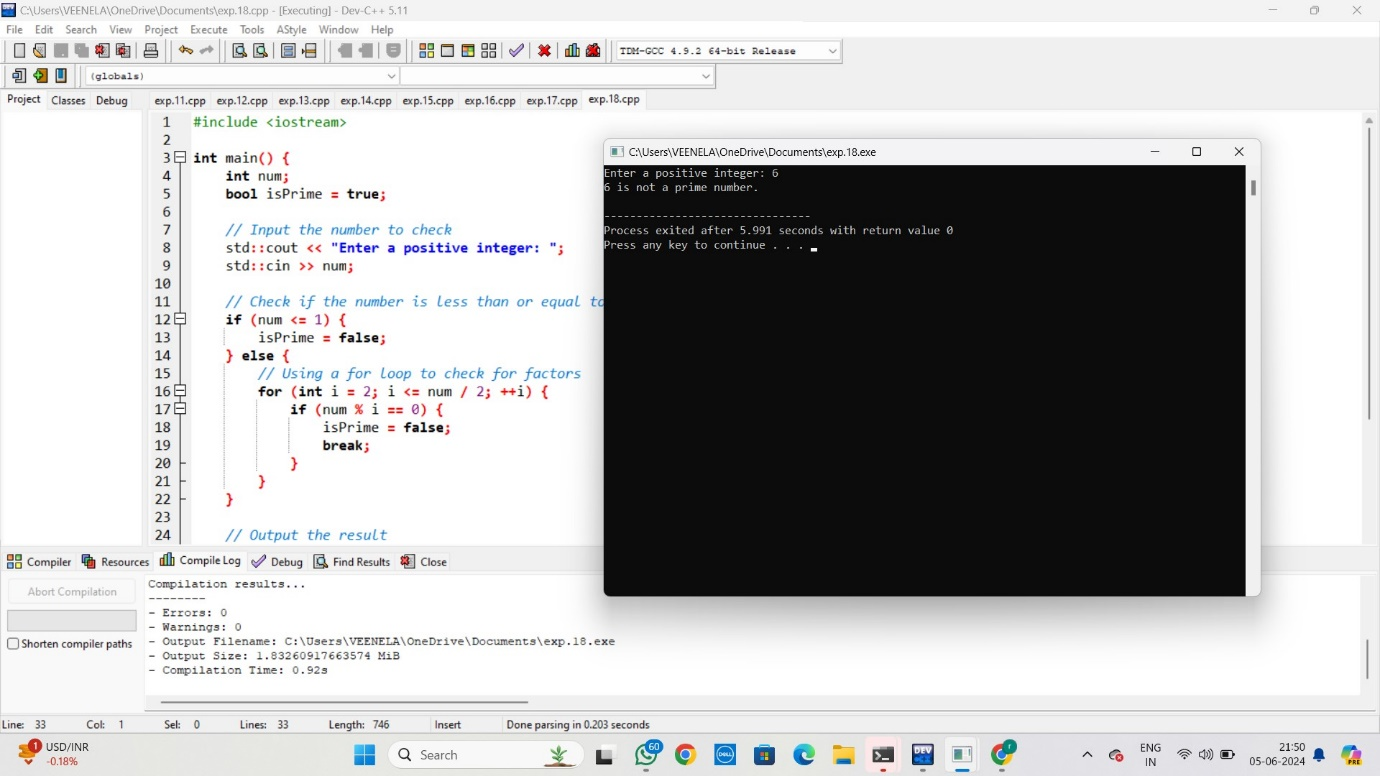 C:\Users\VEENELA\OneDrive\Documents\exp.18.cpp - [Executing] - Dev-C++ 5.11
File Edit Search View Project Execute Tools AStyle Window Help
TDM-GCC 4.9.2 64-bit Release
(globals)
Project Classes Debug
exp.11.cpp exp.12.cpp exp.13.cpp exp.14.cpp exp.15.cpp exp.16.cpp exp.17.cpp exp.18.cpp
1 #include <iostream>
2
3 int main() {
4 int num;
5 bool isPrime = true;
6
7 // Input the number to check
8 std::cout << "Enter a positive integer: ";
9 std::cin >> num;
10
11 // Check if the number is less than or equal to
12 if (num <= 1) {
13 isPrime = false;
14 } else {
15 // Using a for loop to check for factors
16 for (int i = 2; i <= num / 2; ++i) {
17 if (num % i == 0) {
18 isPrime = false;
19 break;
20 }
21 }
22 }
23
24 // Output the result
C:\Users\VEENELA\OneDrive\Documents\exp.18.exe
Enter a positive integer: 6
6 is not a prime number.
--------------------------------
Process exited after 5.991 seconds with return value 0
Press any key to continue . . .
Compiler Resources Compile Log Debug Find Results Close
Abort Compilation
Shorten compiler paths
Compilation results...
--------
- Errors: 0
- Warnings: 0
- Output Filename: C:\Users\VEENELA\OneDrive\Documents\exp.18.exe
- Output Size: 1.83260917663574 MiB
- Compilation Time: 0.92s
Line: 33 Col: 1 Sel: 0 Lines: 33 Length: 746 Insert Done parsing in 0.203 seconds
1
USD/INR
-0.18%
Search
60
DELL
DEV
ENG
IN
21:50
05-06-2024
PRE